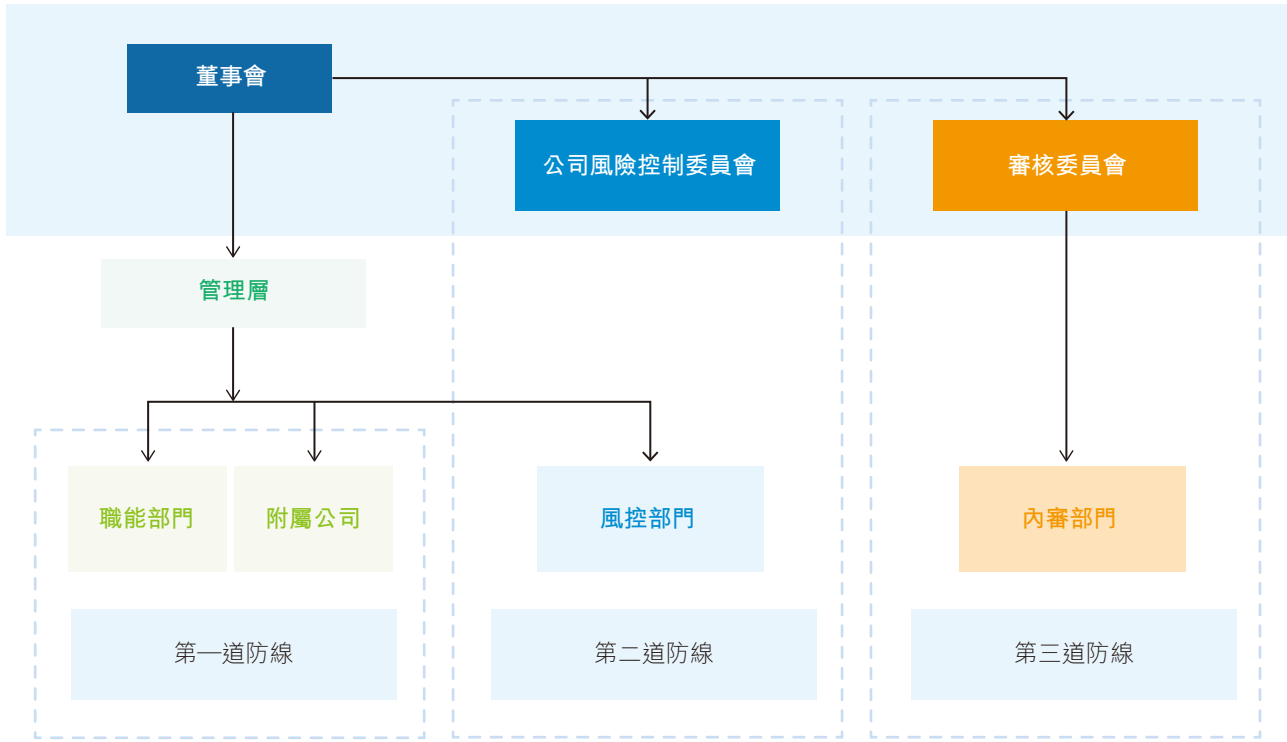 董事會
公司風險控制委員會
審核委員會
管理層
職能部門
附屬公司
風控部門
內審部門
第一道防線
第二道防線
第三道防線